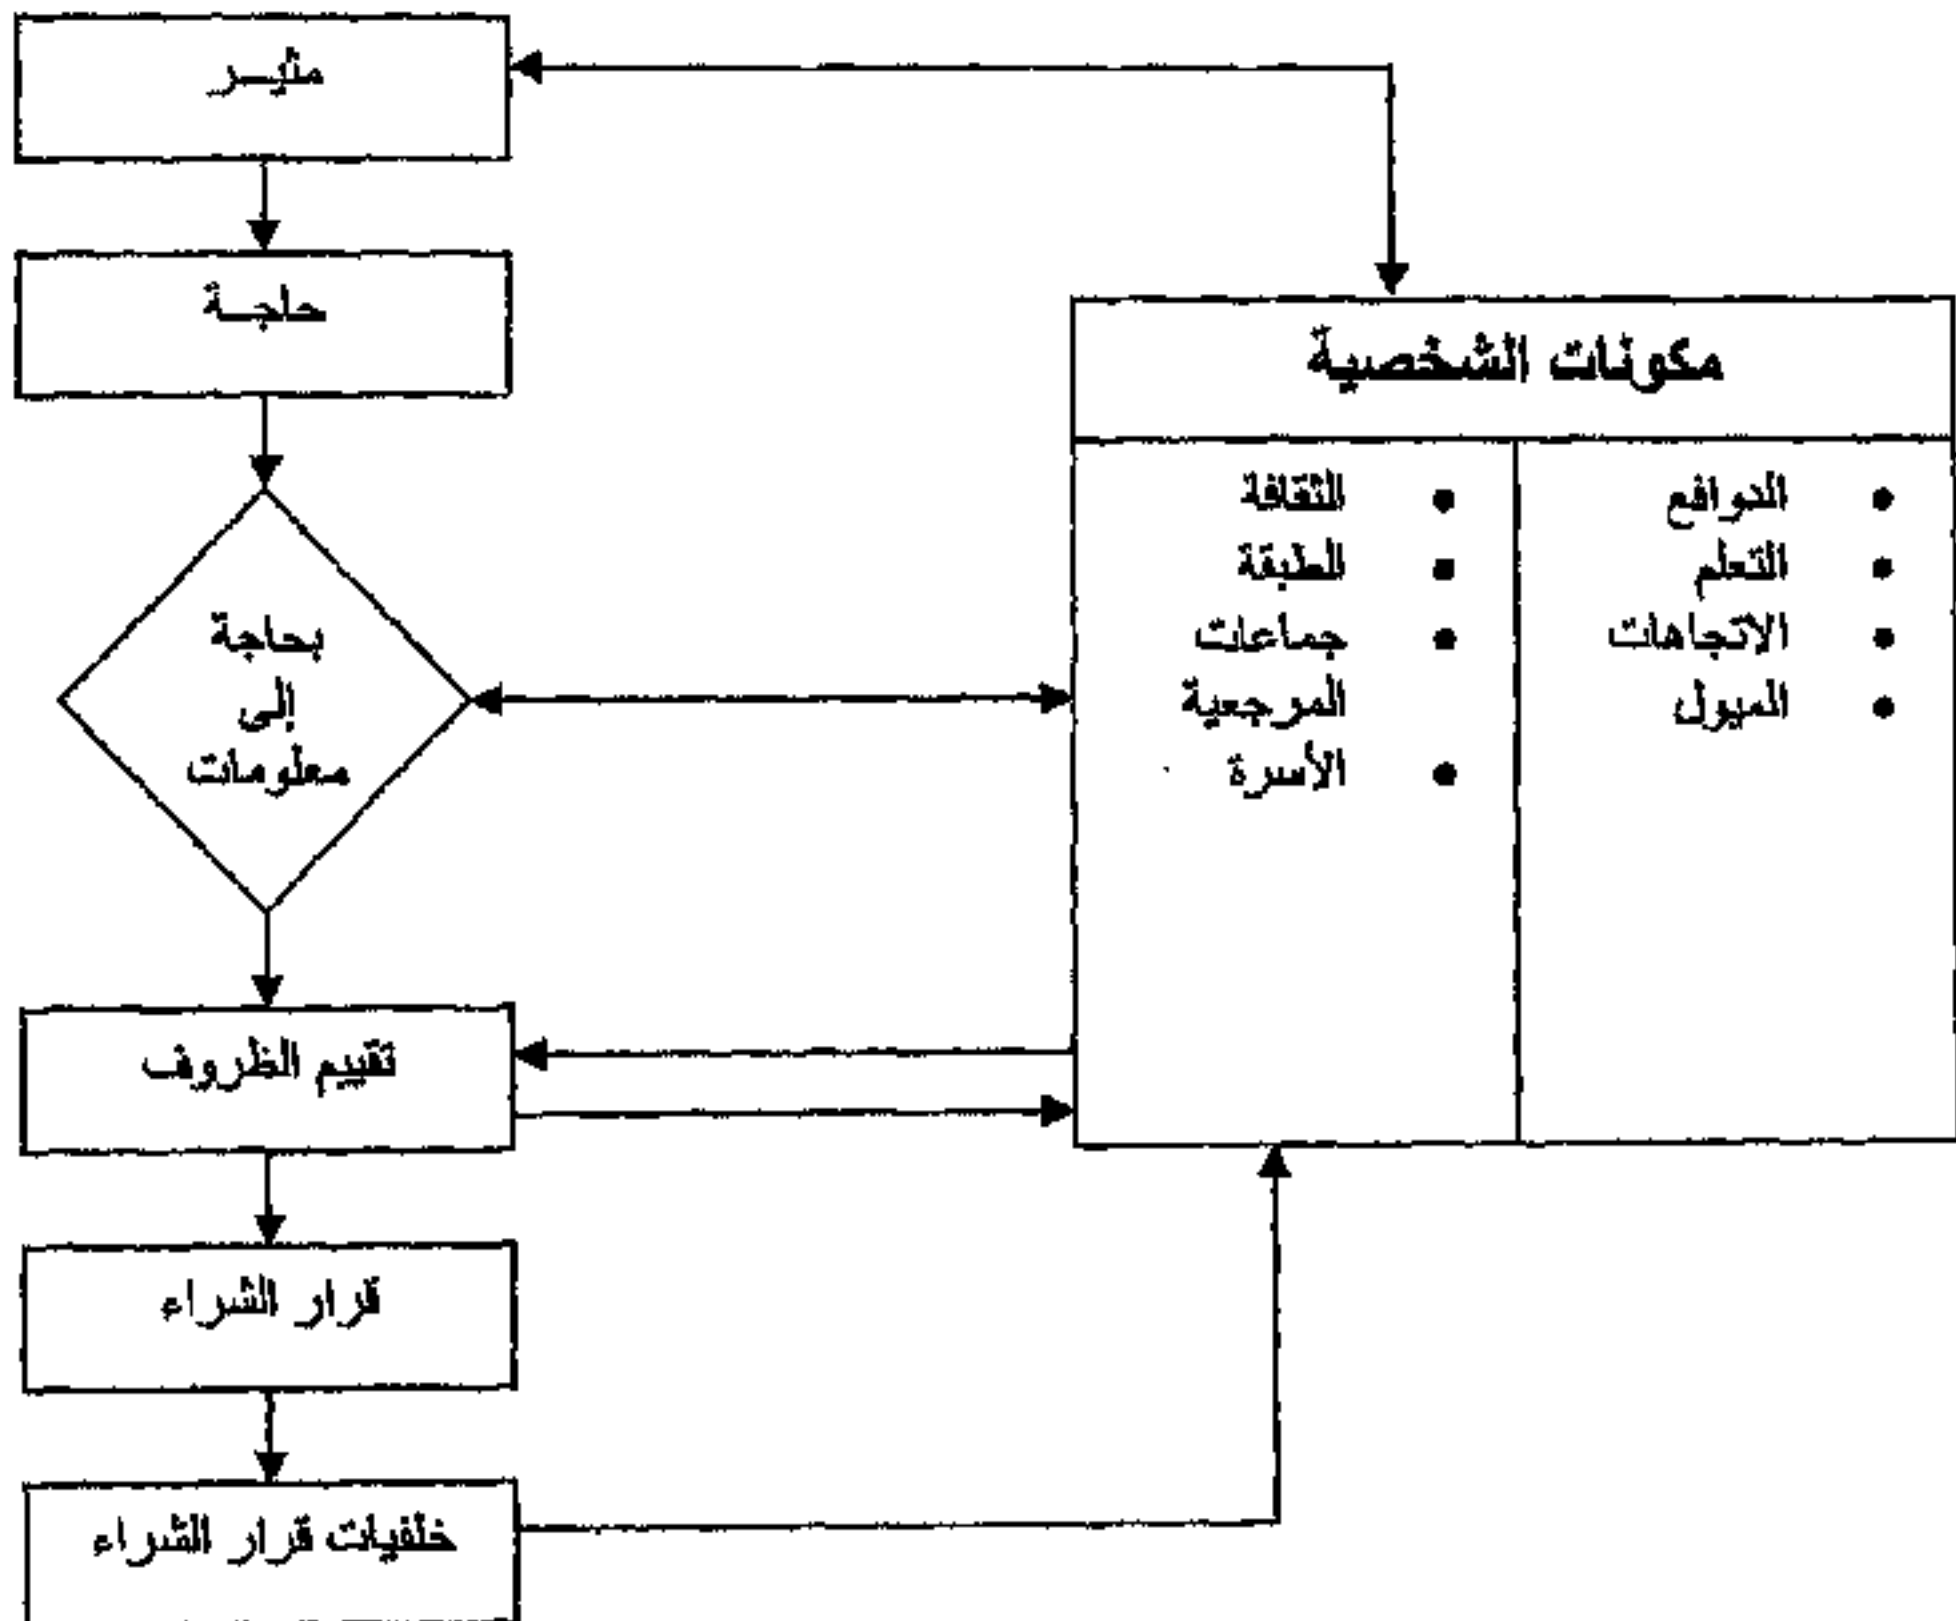 مثير
حاجة
بحاجة
إلى
معلومات
تقييم الظروف
قرار الشراء
خلفيات قرار الشراء
مكونات الشخصية
• الدوافع
• التعلم
• الاتجاهات
• الميول
• الثقافة
• الطبقة
• جماعات
المرجعية
• الأسرة